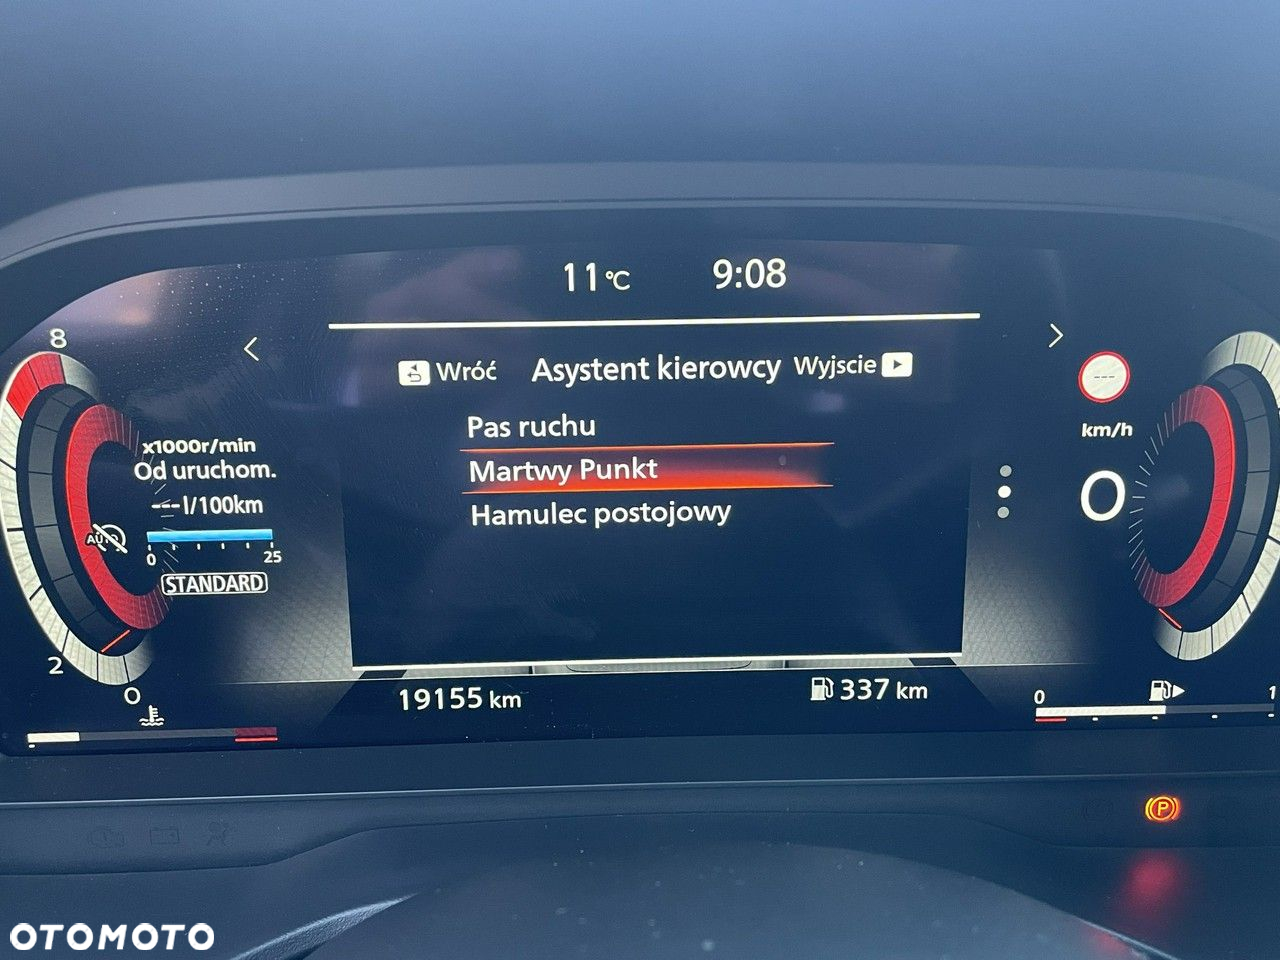 11°C 9:08
Wróć Asystent kierowcy Wyjscie
Pas ruchu
Martwy Punkt
Hamulec postojowy
8
x1000r/min
Od uruchom.
---l/100km
AUTO
0 25
STANDARD
2
0
---
km/h
0
19155 km
337 km
0 1
P
OTOMOTO